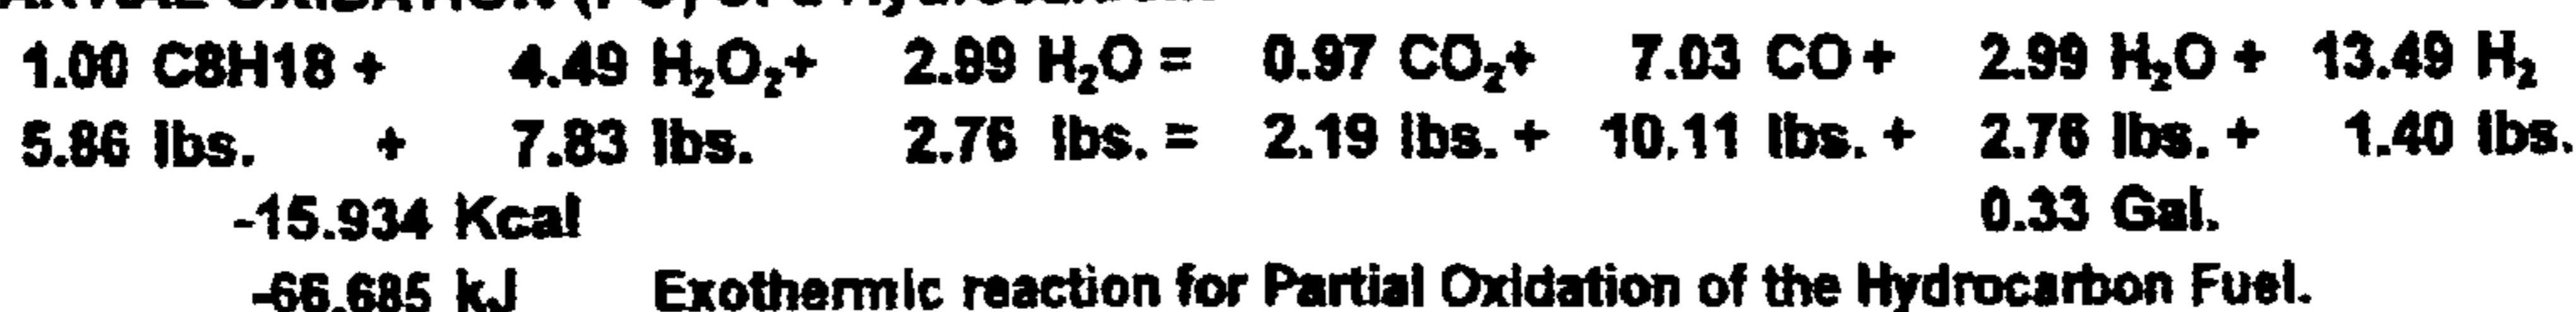 1.00 C8H18 + 4.49 H₂O₂+ 2.99 H₂O = 0.97 CO₂+ 7.03 CO + 2.99 H₂O + 13.49 H₂
5.86 lbs. + 7.83 lbs. 2.76 lbs. = 2.19 lbs. + 10.11 lbs. + 2.76 lbs. + 1.40 lbs.
-15.934 Kcal 0.33 Gal.
-66.685 kJ Exothermic reaction for Partial Oxidation of the Hydrocarbon Fuel.